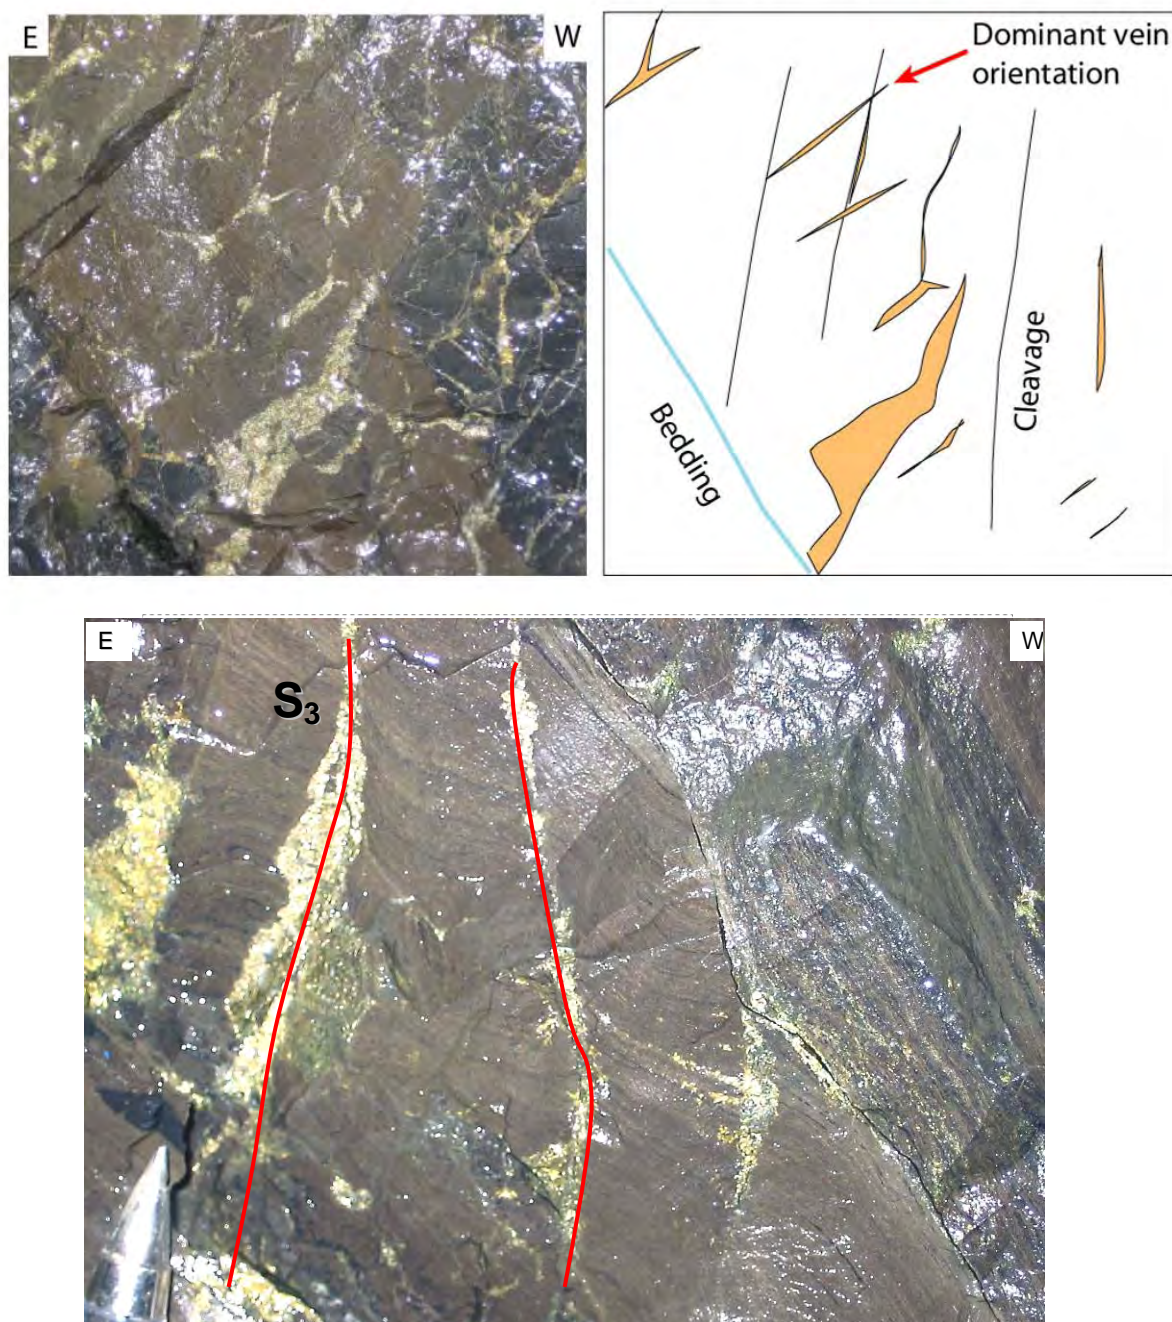 E
W
Dominant vein
orientation
Bedding
Cleavage
E
W
S₃